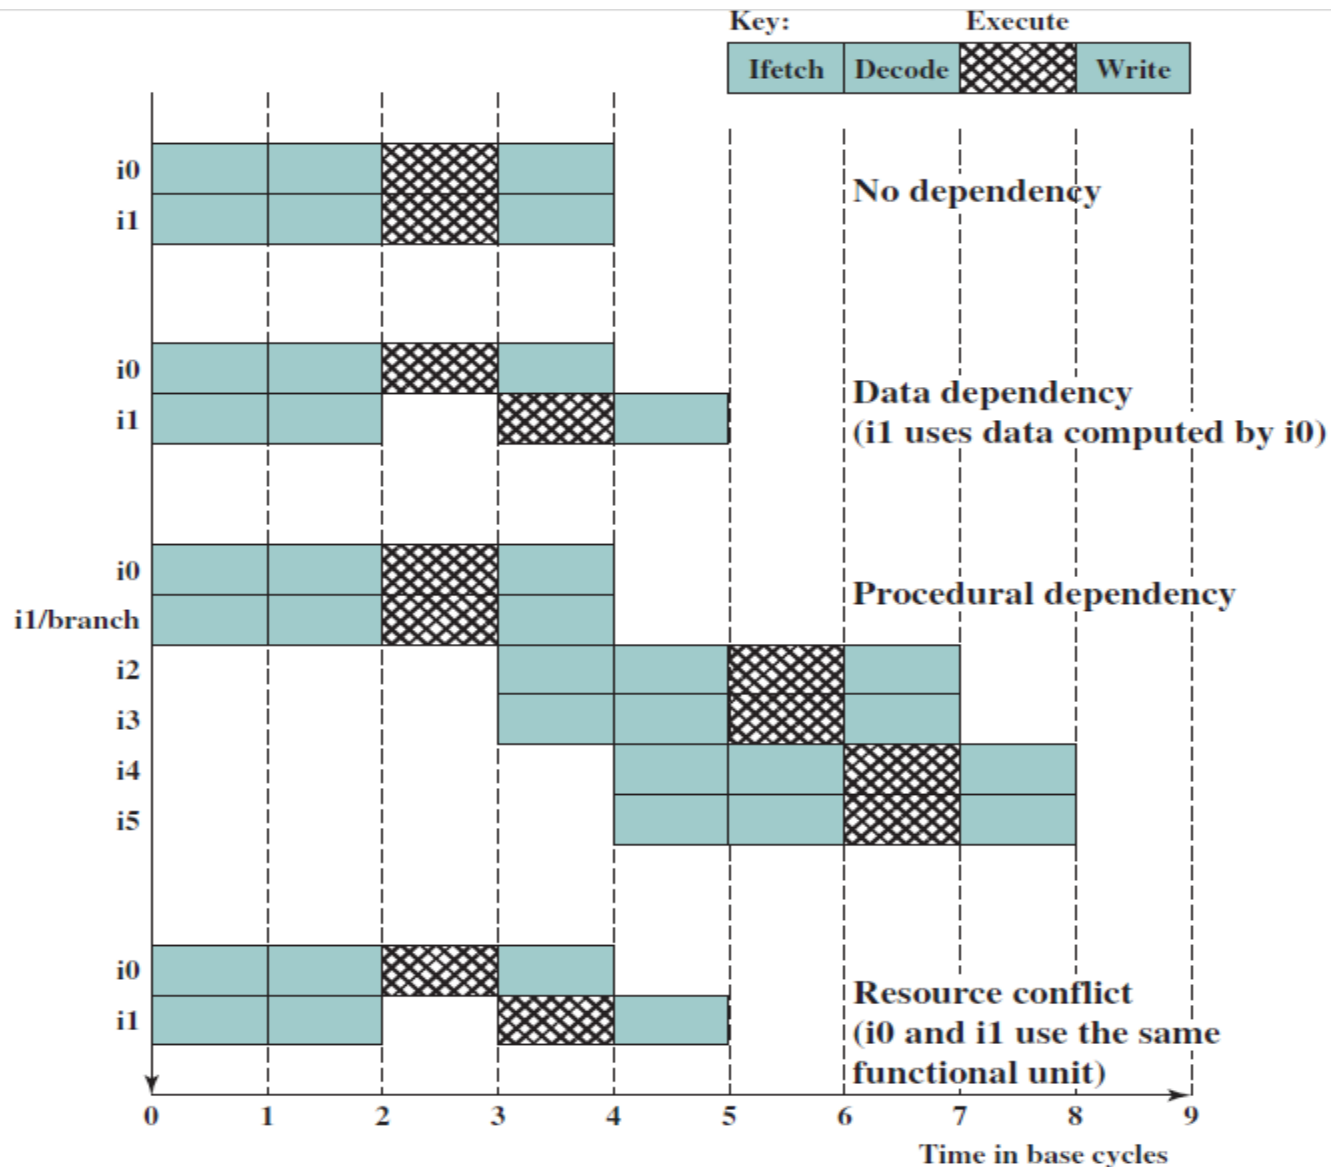 Key: Execute
Ifetch Decode Write
i0
i1
No dependency
i0
i1
Data dependency
(i1 uses data computed by i0)
i0
i1/branch
Procedural dependency
i2
i3
i4
i5
i0
i1
Resource conflict
(i0 and i1 use the same
functional unit)
0 1 2 3 4 5 6 7 8 9
Time in base cycles